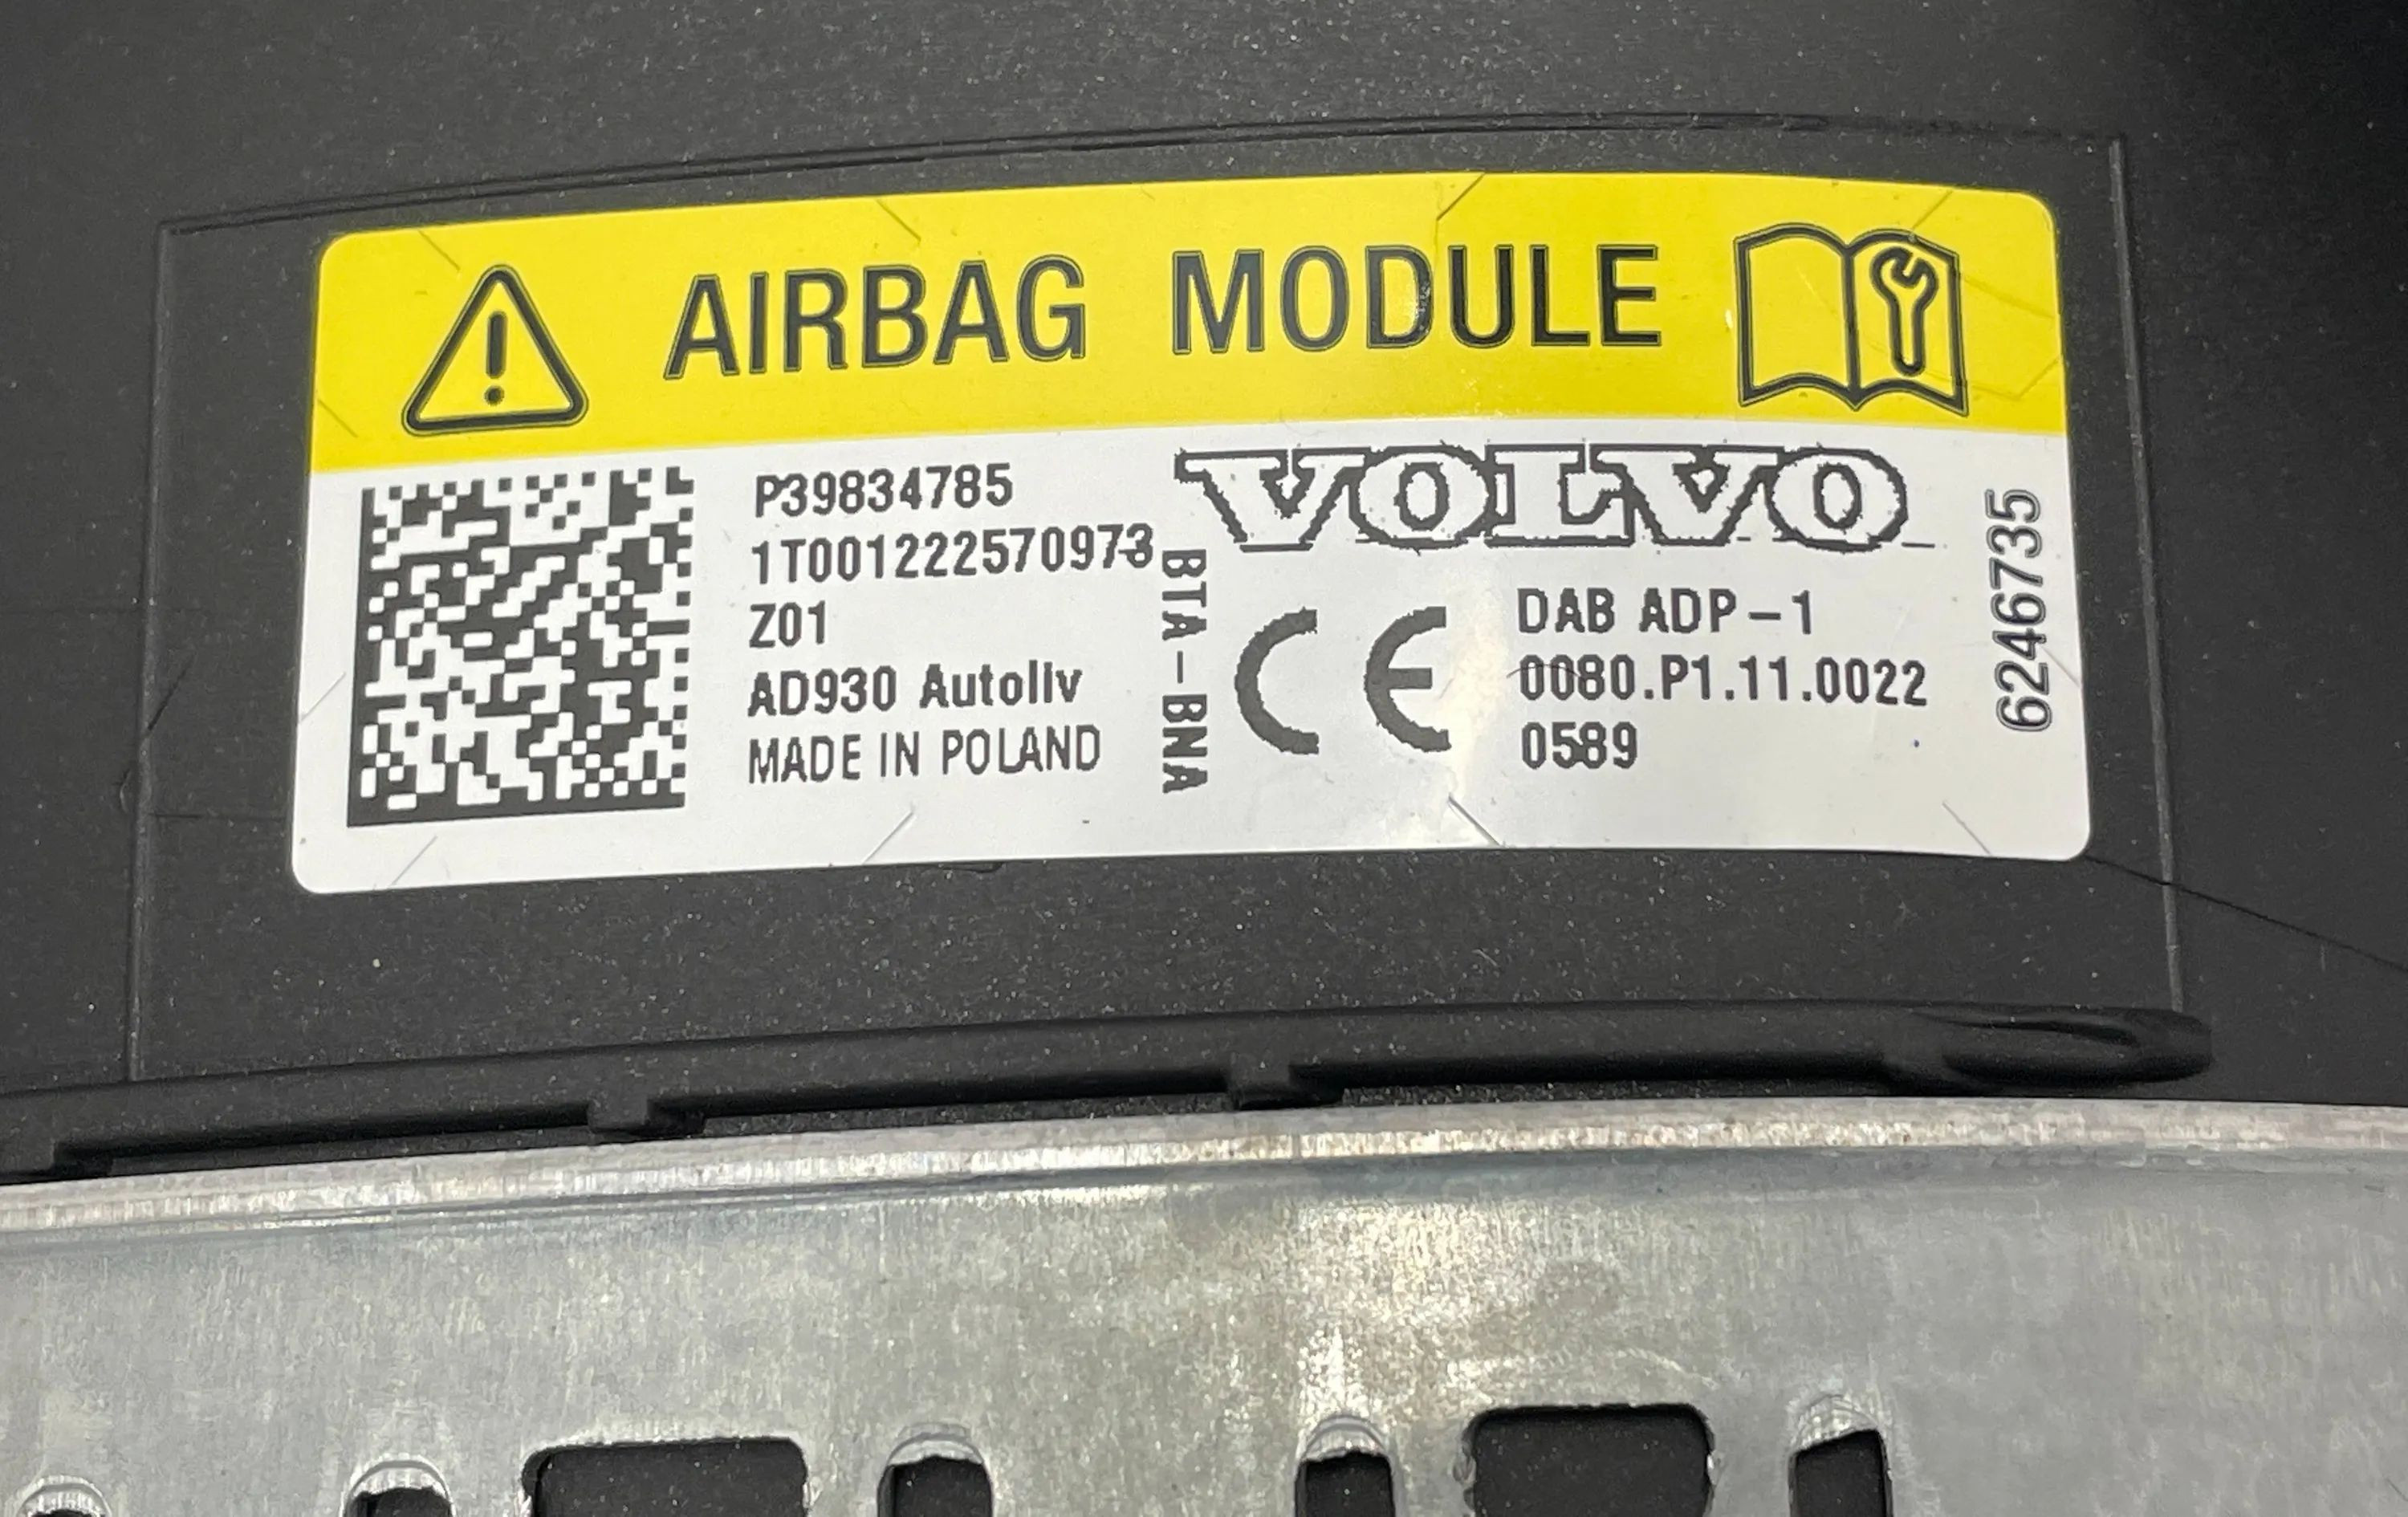 AIRBAG MODULE
P39834785
1T001222570973
Z01
AD930 Autoliv
MADE IN POLAND
BTA-BNA
VOLVO
CE
DAB ADP-1
0080.P1.11.0022
0589
6246735